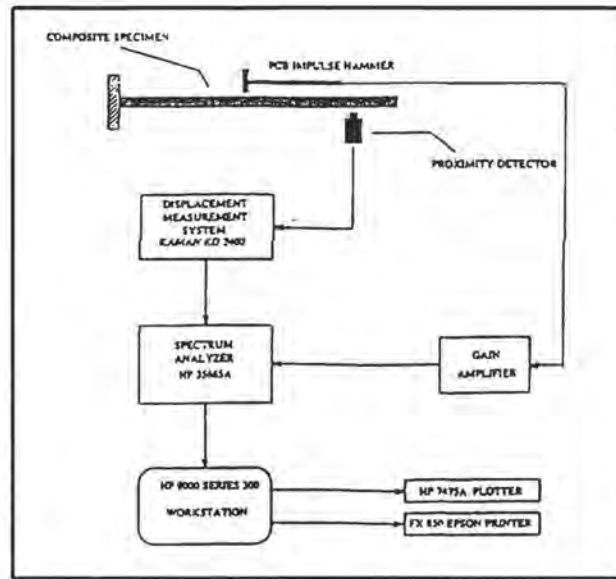 COMPOSITE SPECIMEN
PCB IMPULSE HAMMER
PROXIMITY DETECTOR
DISPLACEMENT
MEASUREMENT
SYSTEM
KAMAN KD 2400
SPECTRUM
ANALYZER
HP 35665A
GAIN
AMPLIFIER
HP 9000 SERIES 300
WORKSTATION
HP 7475A PLOTTER
FX 850 EPSON PRINTER